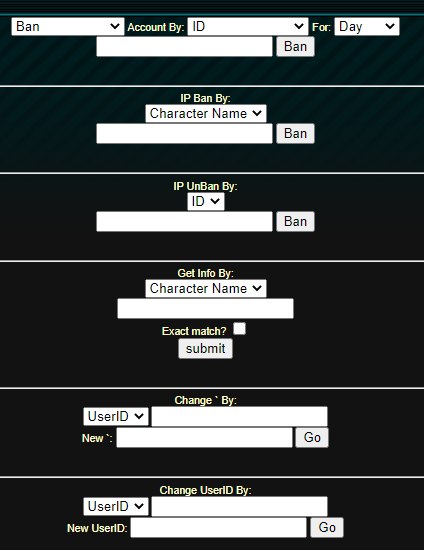 Ban Account By: ID For: Day
Ban
IP Ban By:
Character Name
Ban
IP UnBan By:
ID
Ban
Get Info By:
Character Name
Exact match?
submit
Change ` By:
UserID
New `: Go
Change UserID By:
UserID
New UserID: Go